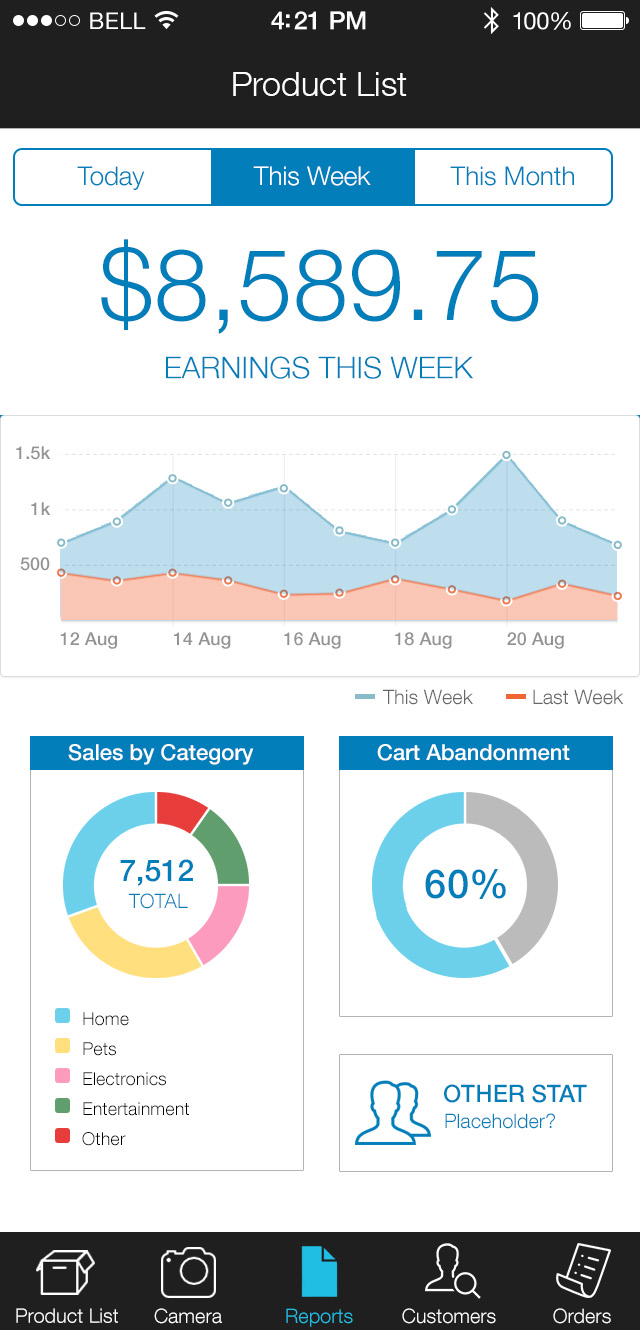 BELL 4:21 PM 100%
Product List
Today This Week This Month
$8,589.75
EARNINGS THIS WEEK
1.5k
1k
500
12 Aug 14 Aug 16 Aug 18 Aug 20 Aug
This Week Last Week
Sales by Category
7,512
TOTAL
Home
Pets
Electronics
Entertainment
Other
Cart Abandonment
60%
OTHER STAT
Placeholder?
Product List Camera Reports Customers Orders